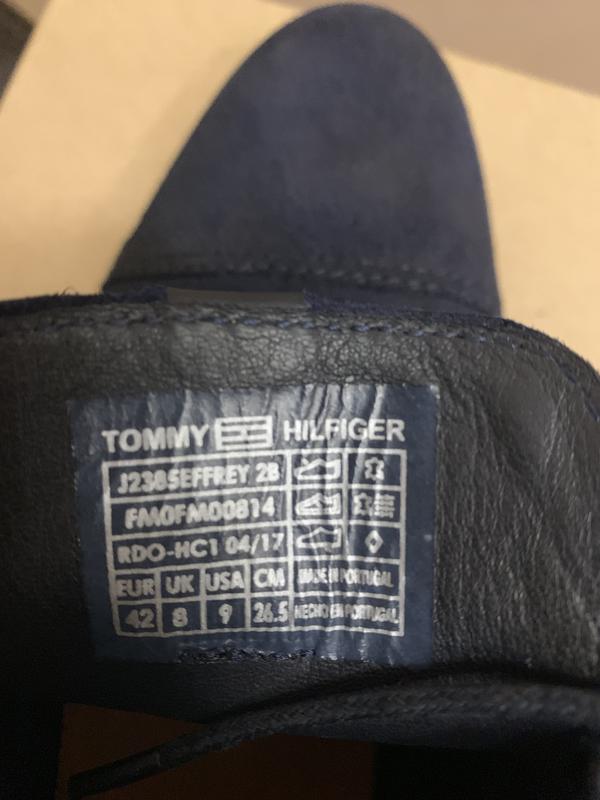 TOMMY HILFIGER
J2385EFFREY 2B
FM0FM00814
RDO-HC1 04/17
EUR UK USA CM MADE IN PORTUGAL
42 8 9 26.5 HECHO EN PORTUGAL